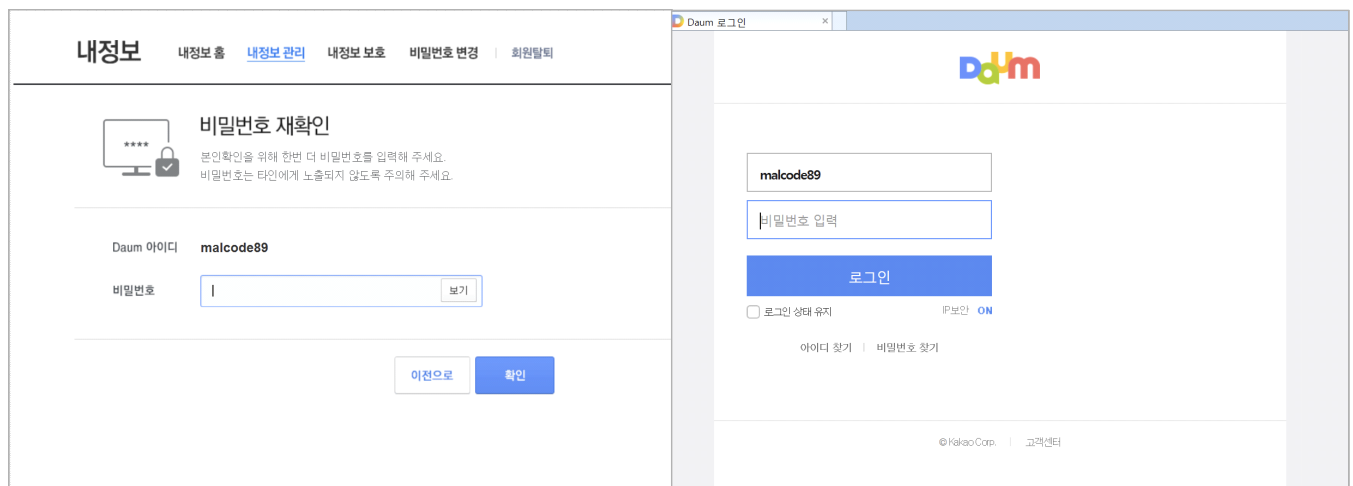 내정보 내정보 홈 내정보 관리 내정보 보호 비밀번호 변경 회원탈퇴
****
비밀번호 재확인
본인확인을 위해 한번 더 비밀번호를 입력해 주세요.
비밀번호는 타인에게 노출되지 않도록 주의해 주세요.
Daum 아이디 malcode89
비밀번호 보기
이전으로 확인
Daum 로그인 ×
Daum
malcode89
비밀번호 입력
로그인
로그인 상태 유지 IP보안 ON
아이디 찾기 비밀번호 찾기
© Kakao Corp. 고객센터